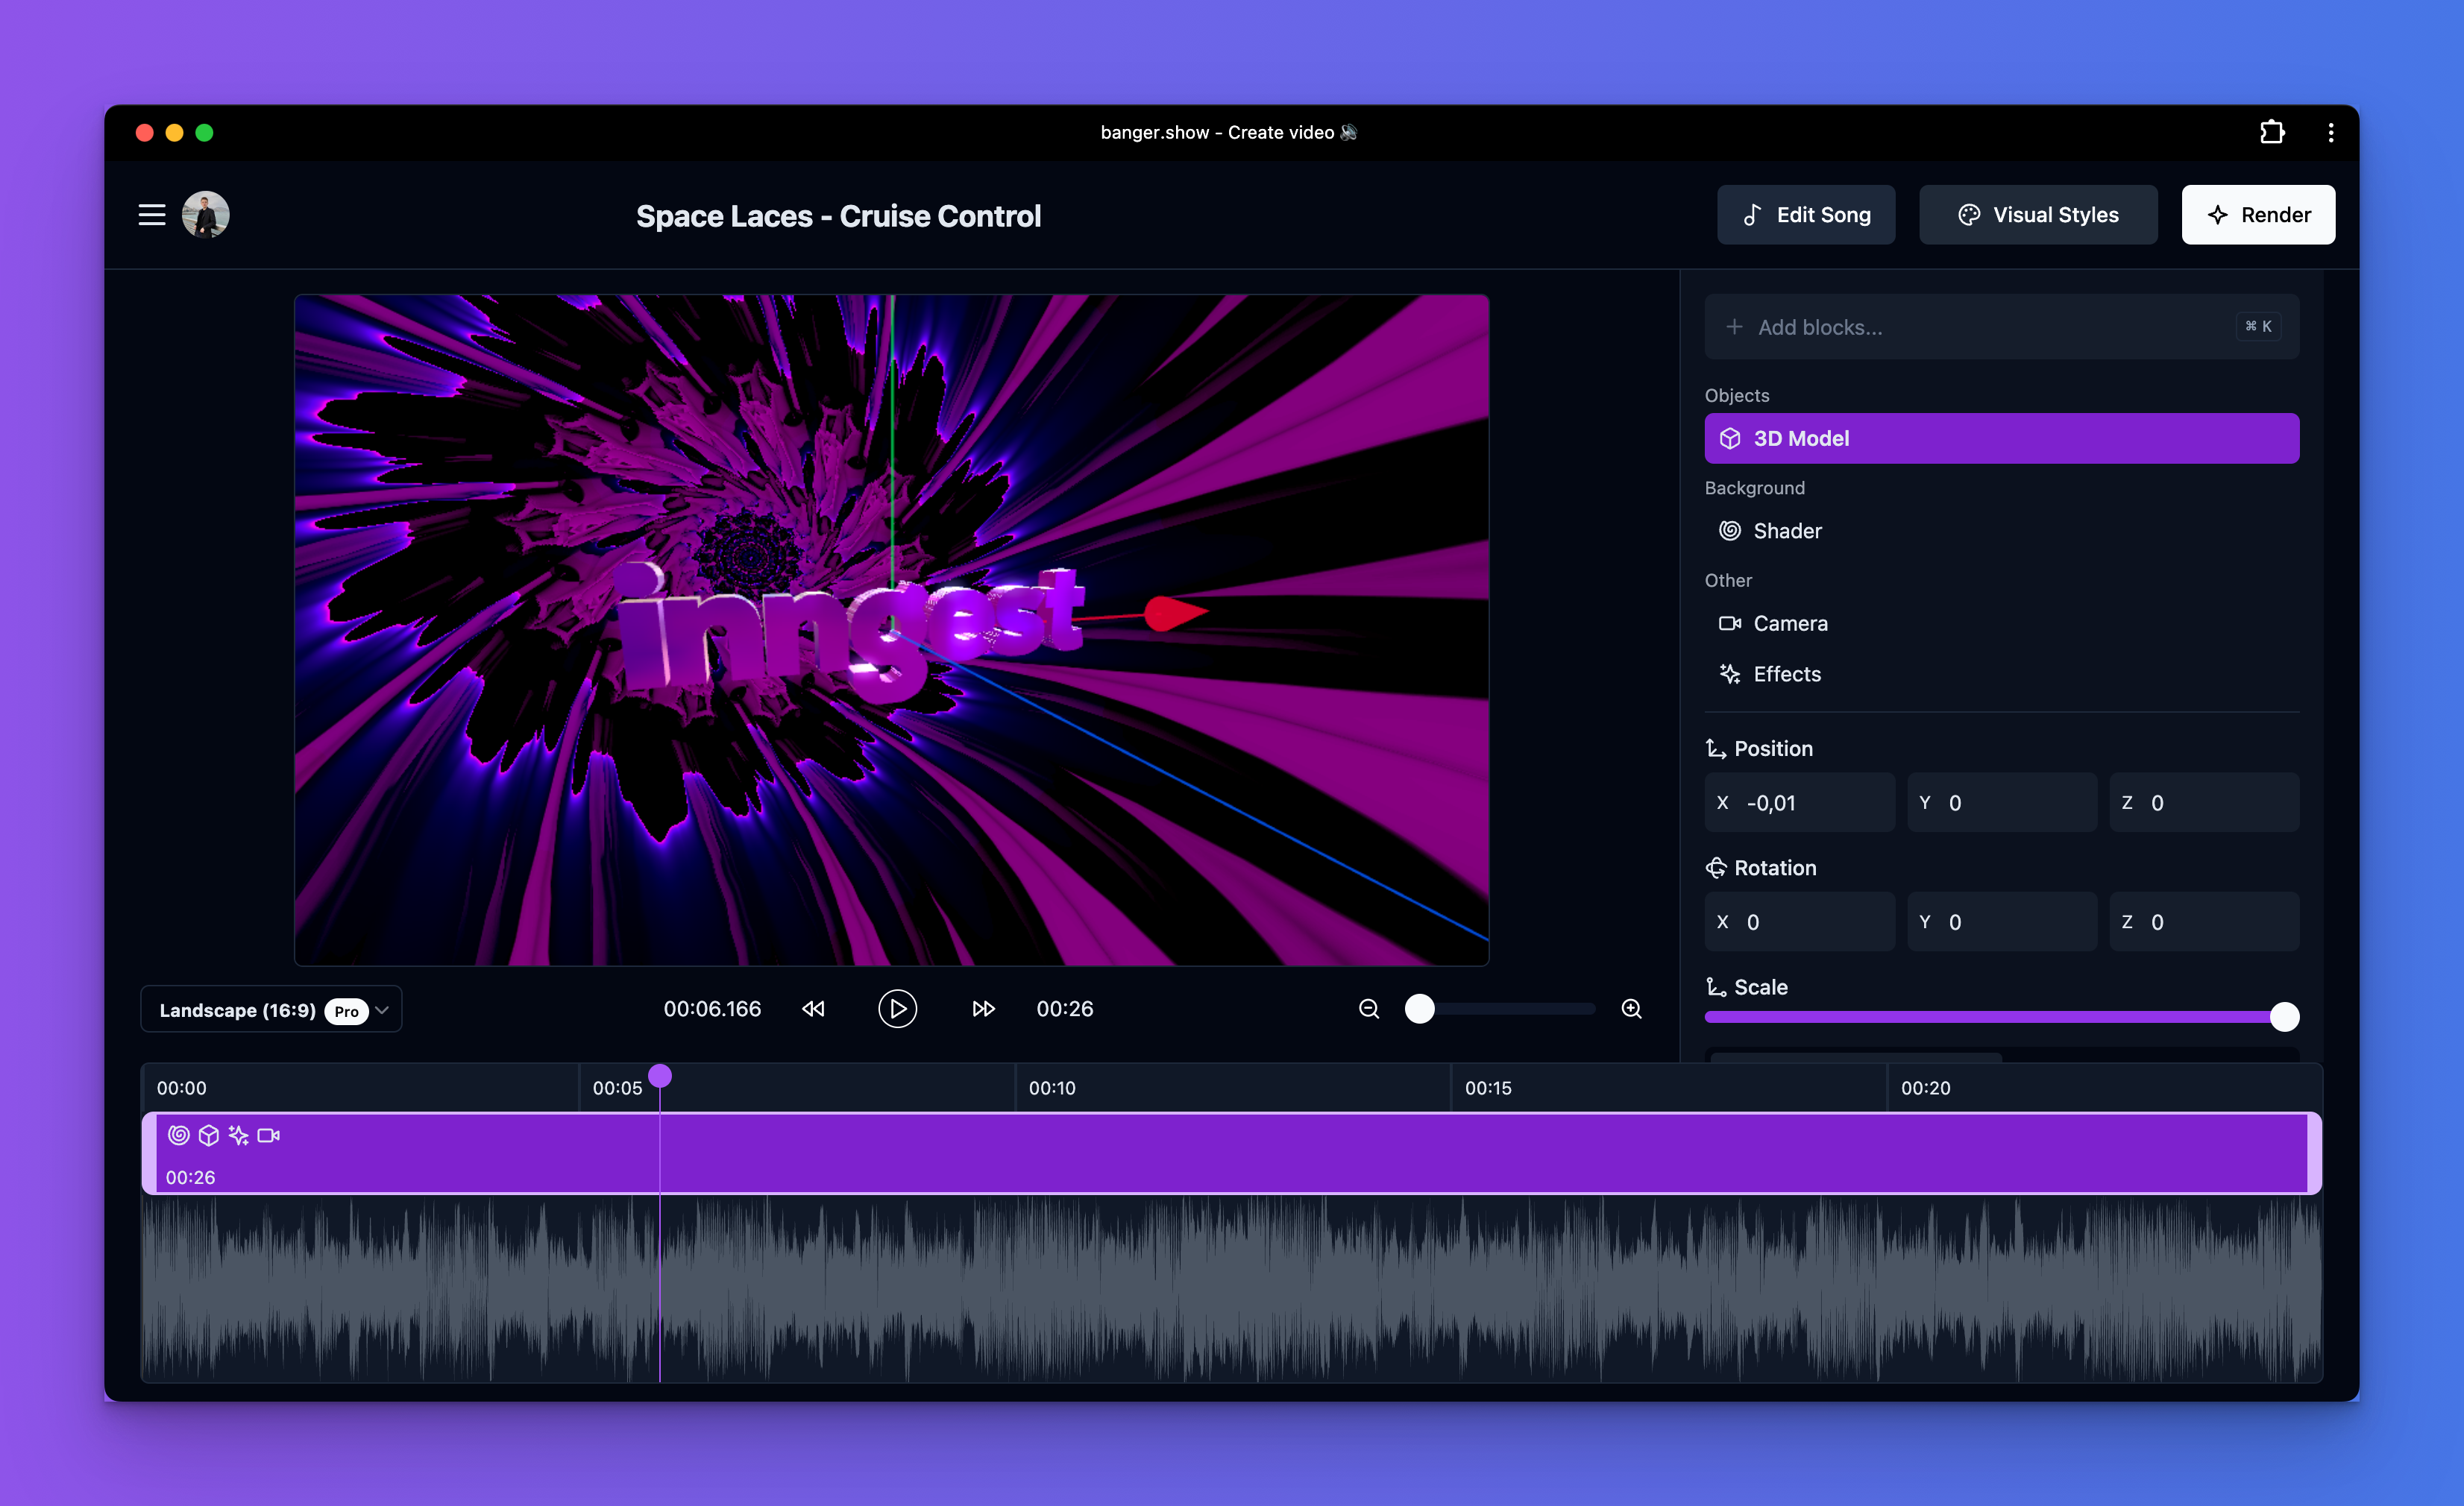 banger.show - Create video 🔊
Space Laces - Cruise Control
Edit Song
Visual Styles
Render
inngest
Add blocks...
⌘ K
Objects
3D Model
Background
Shader
Other
Camera
Effects
Position
X -0,01 Y 0 Z 0
Rotation
X 0 Y 0 Z 0
Scale
Landscape (16:9) Pro
00:06.166
00:26
00:00 00:05 00:10 00:15 00:20
00:26